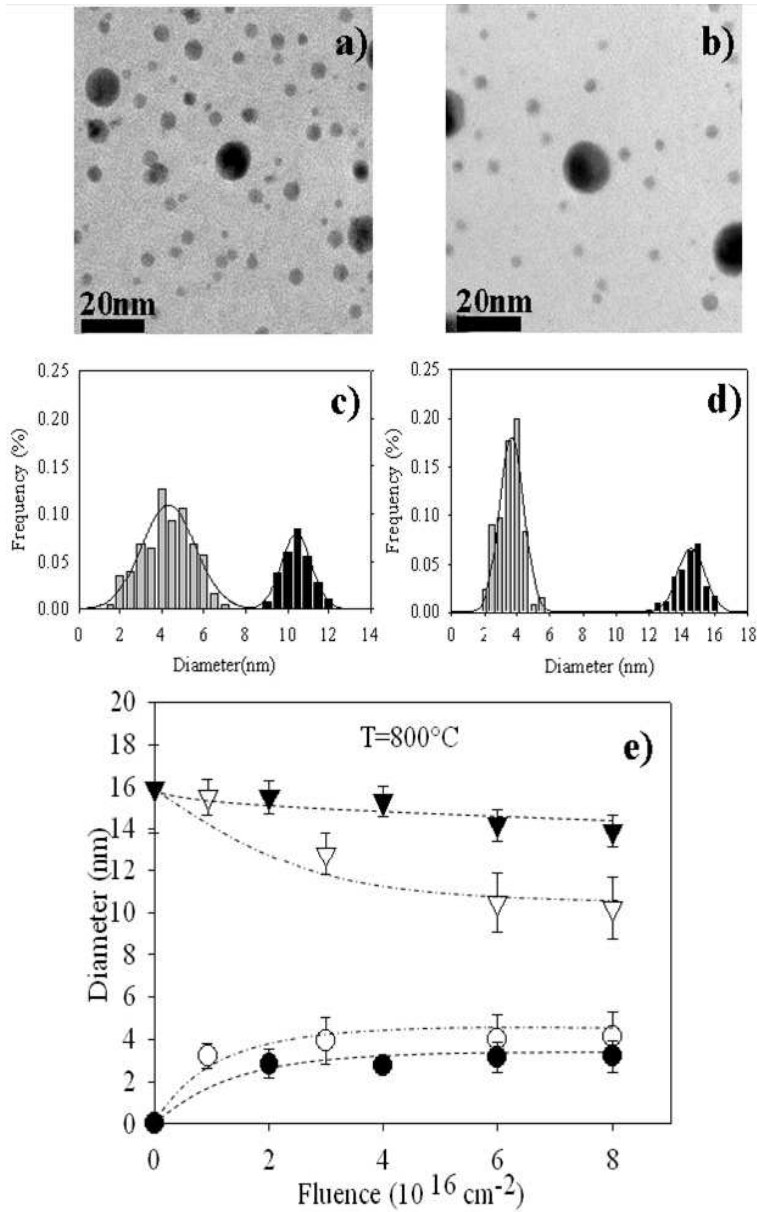 a)
b)
20nm
20nm
c)
0.25
0.20
0.15
0.10
0.05
0.00
Frequency (%)
0 2 4 6 8 10 12 14
Diameter(nm)
d)
0.25
0.20
0.15
0.10
0.05
0.00
Frequency (%)
0 2 4 6 8 10 12 14 16 18
Diameter (nm)
T=800°C
e)
20
18
16
14
12
10
8
6
4
2
0
Diameter (nm)
0 2 4 6 8
Fluence (10 16 cm-2)